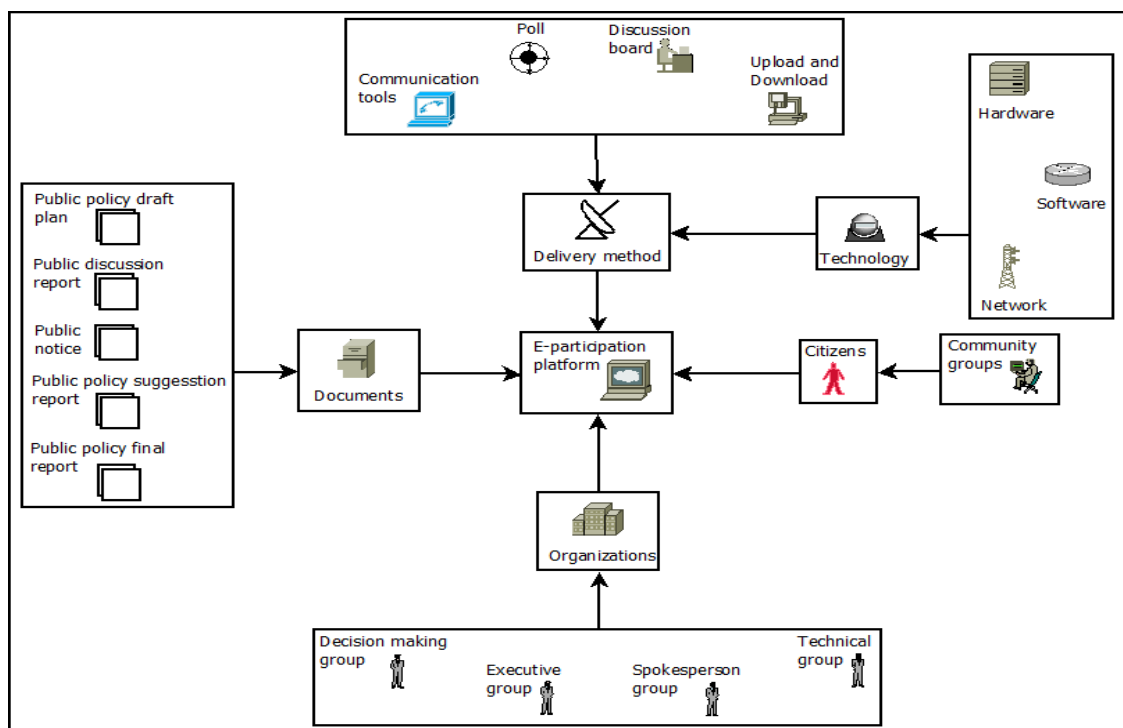 Poll
Discussion
board
Communication
tools
Upload and
Download
Hardware
Software
Network
Public policy draft
plan
Public discussion
report
Public
notice
Public policy suggesstion
report
Public policy final
report
Delivery method
Technology
Documents
E-participation
platform
Citizens
Community
groups
Organizations
Decision making
group
Executive
group
Spokesperson
group
Technical
group